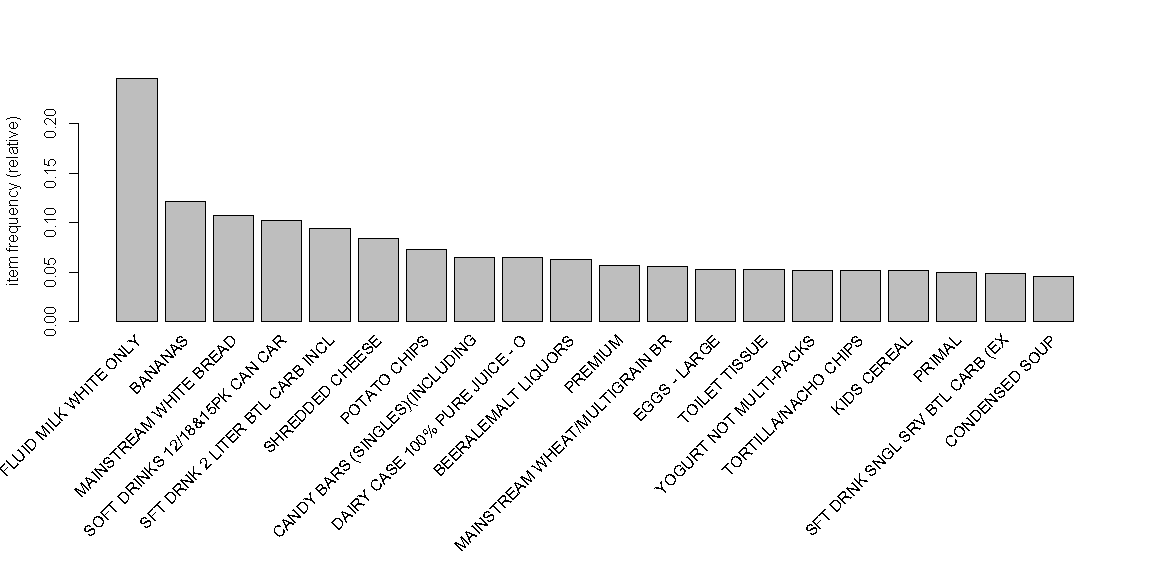 item frequency (relative)
0.20
0.15
0.10
0.05
0.00
FLUID MILK WHITE ONLY
BANANAS
MAINSTREAM WHITE BREAD
SOFT DRINKS 12/18&15PK CAN CAR
SFT DRNK 2 LITER BTL CARB INCL
SHREDDED CHEESE
POTATO CHIPS
CANDY BARS (SINGLES)(INCLUDING
DAIRY CASE 100% PURE JUICE - O
BEERALEMALT LIQUORS
PREMIUM
MAINSTREAM WHEAT/MULTIGRAIN BR
EGGS - LARGE
TOILET TISSUE
YOGURT NOT MULTI-PACKS
TORTILLA/NACHO CHIPS
KIDS CEREAL
PRIMAL
SFT DRNK SNGL SRV BTL CARB (EX
CONDENSED SOUP